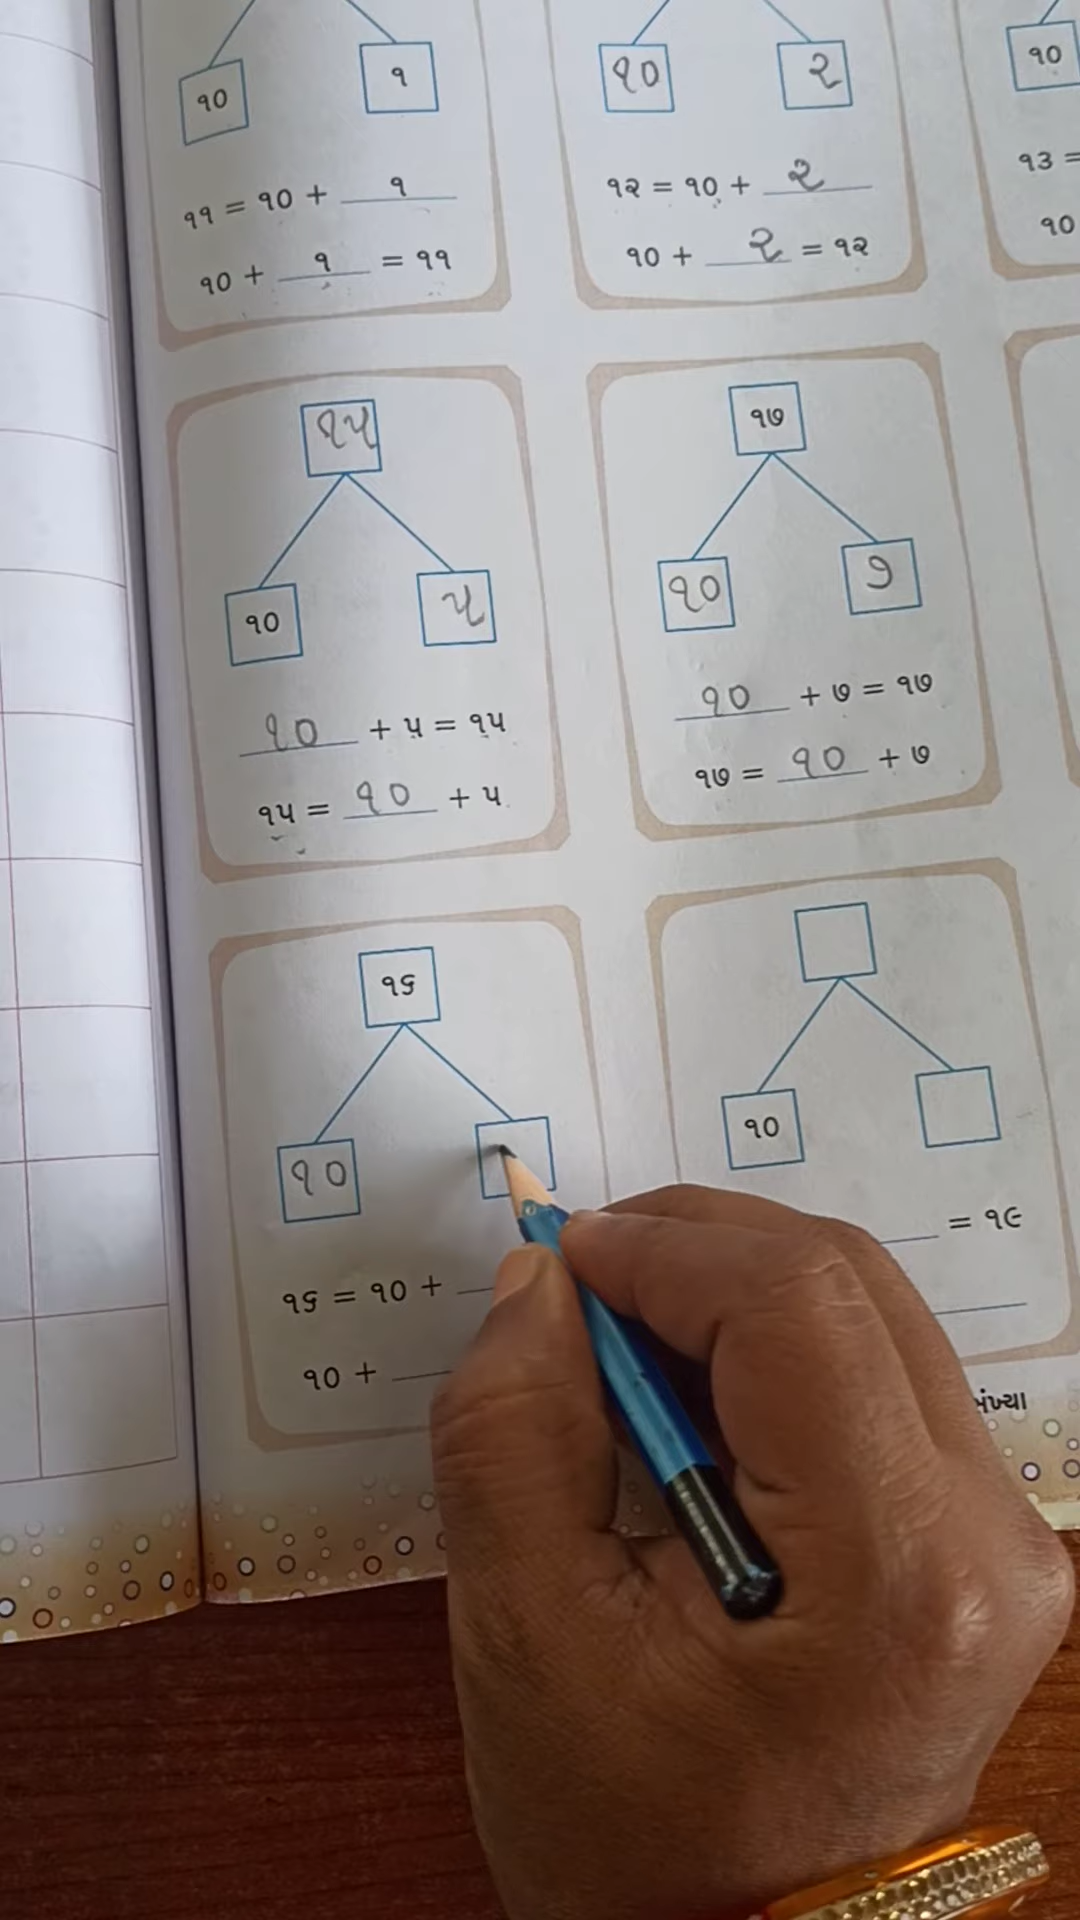 ૧૦ ૧
૧૧ = ૧૦ + ૧
૧૦ + ૧ = ૧૧
૧૦ ૨
૧૨ = ૧૦ + ૨
૧૦ + ૨ = ૧૨
૧૦
૧૩ =
૧૦
૧૫
૧૦ ૫
૧૦ + ૫ = ૧૫
૧૫ = ૧૦ + ૫
૧૭
૧૦ ૭
૧૦ + ૭ = ૧૭
૧૭ = ૧૦ + ૭
૧૬
૧૦
૧૬ = ૧૦ +
૧૦ +
૧૦
= ૧૯